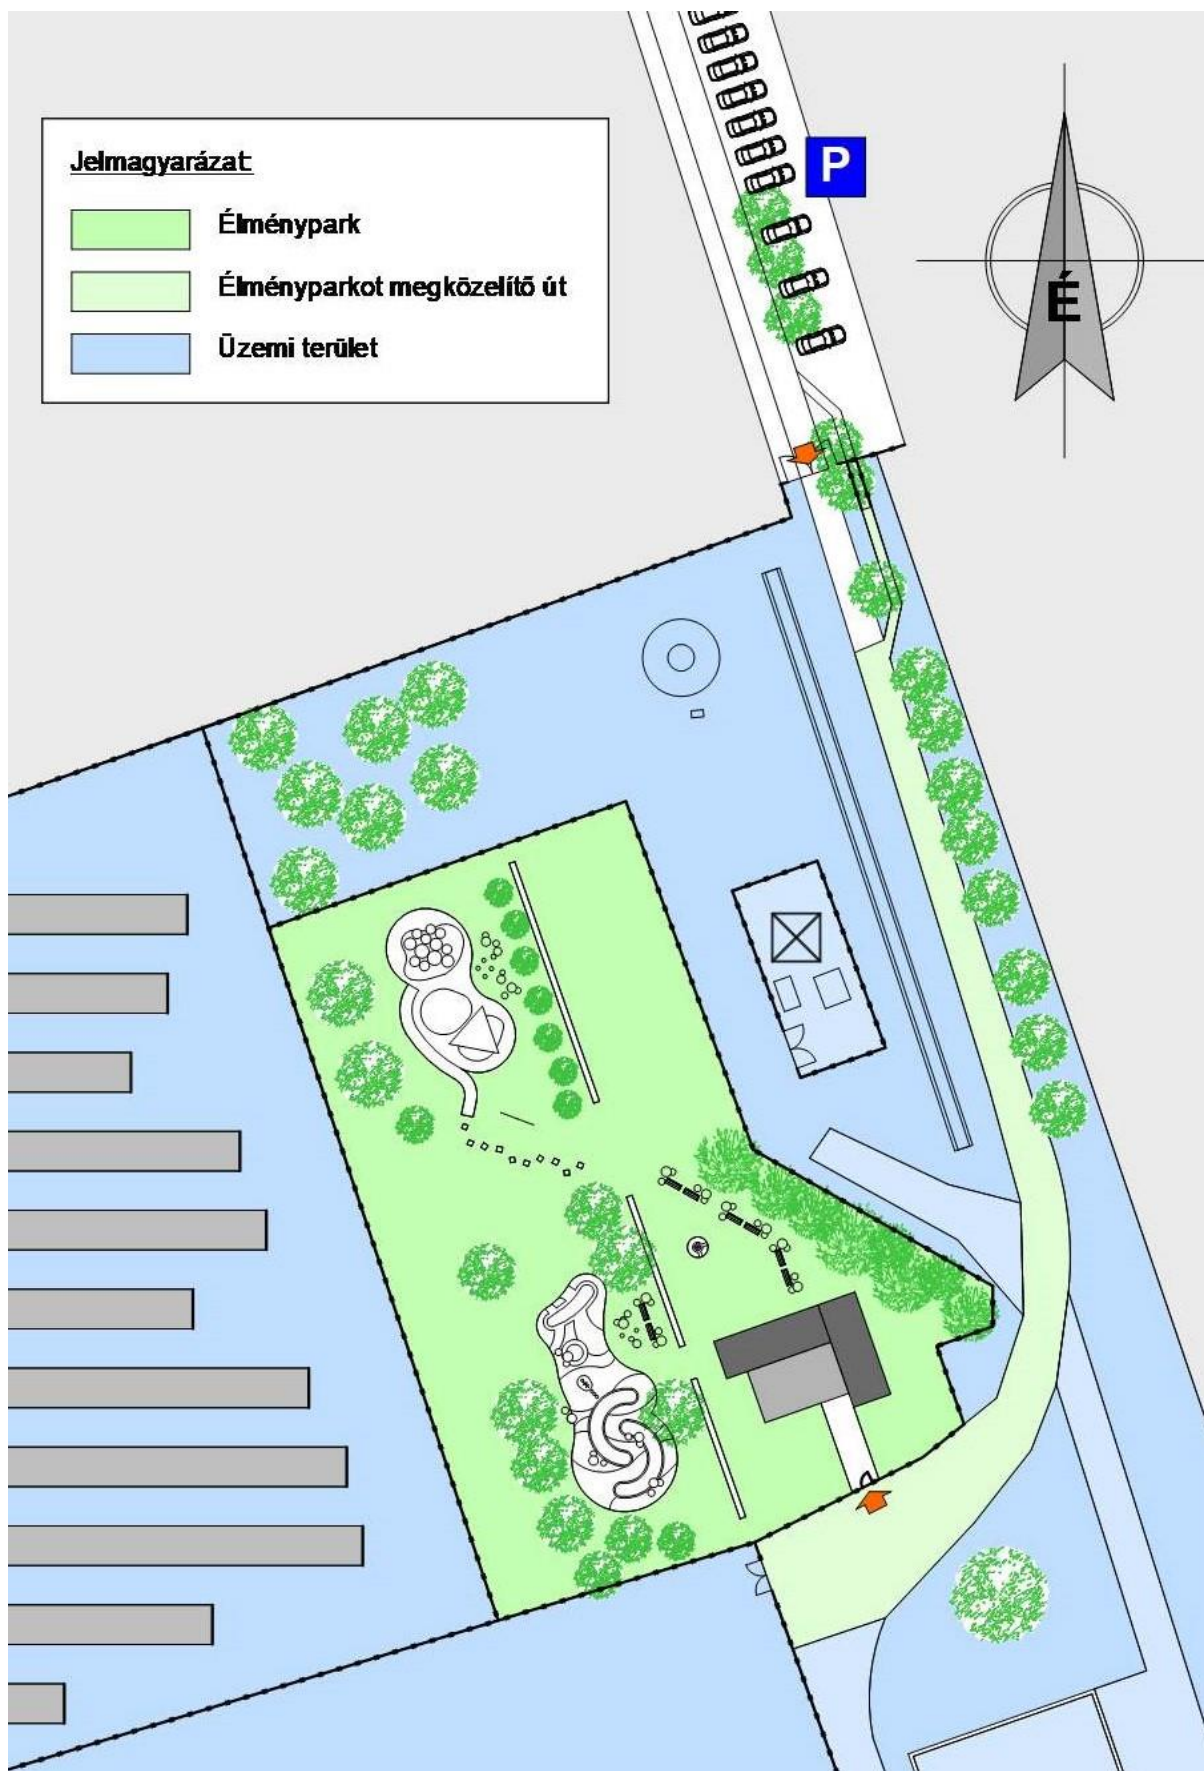 Jelmagyarázat:
Élménypark
Élményparkot megközelítő út
Üzemi terület
P
É